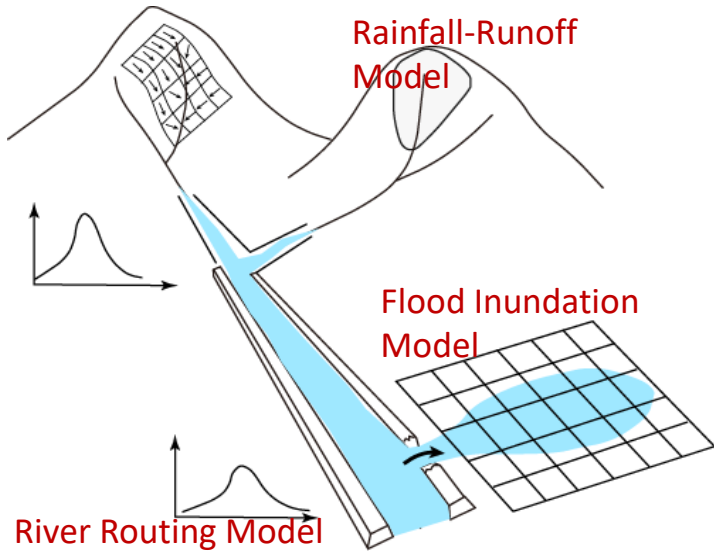 Rainfall-Runoff
Model
Flood Inundation
Model
River Routing Model